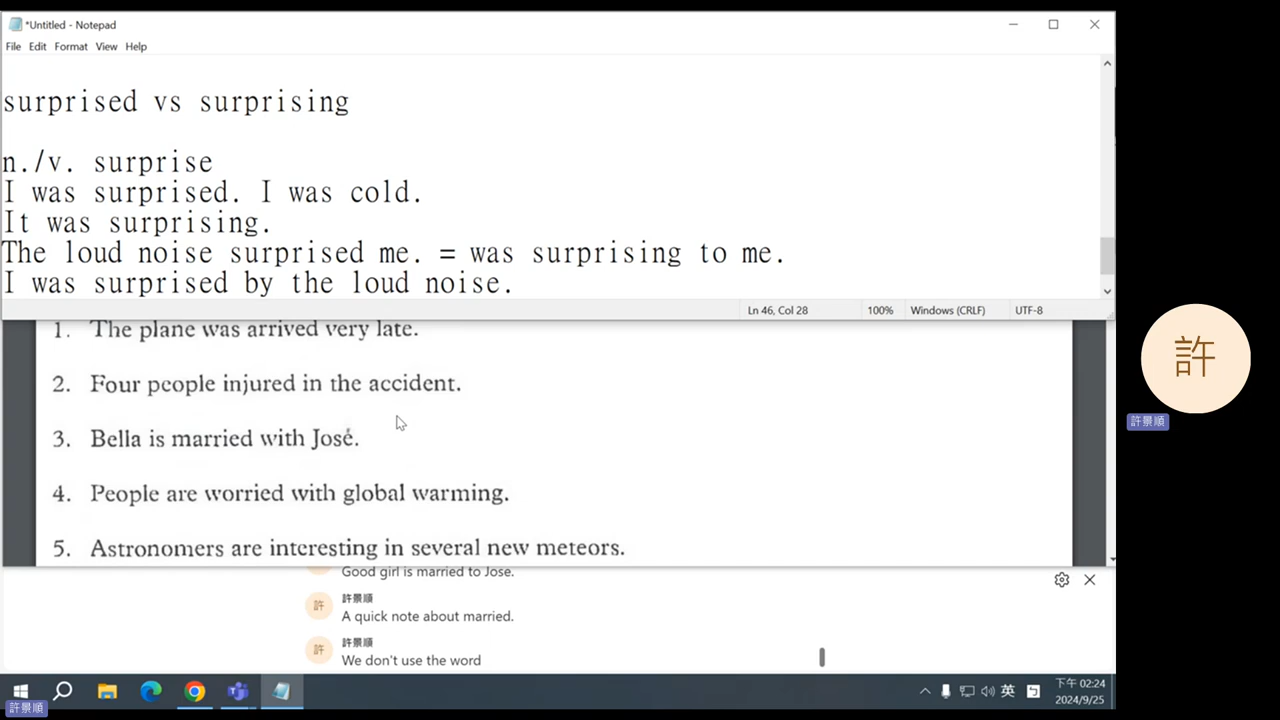 *Untitled - Notepad
File Edit Format View Help
surprised vs surprising
n./v. surprise
I was surprised. I was cold.
It was surprising.
The loud noise surprised me. = was surprising to me.
I was surprised by the loud noise.
Ln 46, Col 28 100% Windows (CRLF) UTF-8
1. The plane was arrived very late.
2. Four people injured in the accident.
3. Bella is married with José.
4. People are worried with global warming.
5. Astronomers are interesting in several new meteors.
Good girl is married to Jose.
許 許景順
A quick note about married.
許 許景順
We don't use the word
許
許景順
英 ㄅ 下午 02:24
2024/9/25
許景順